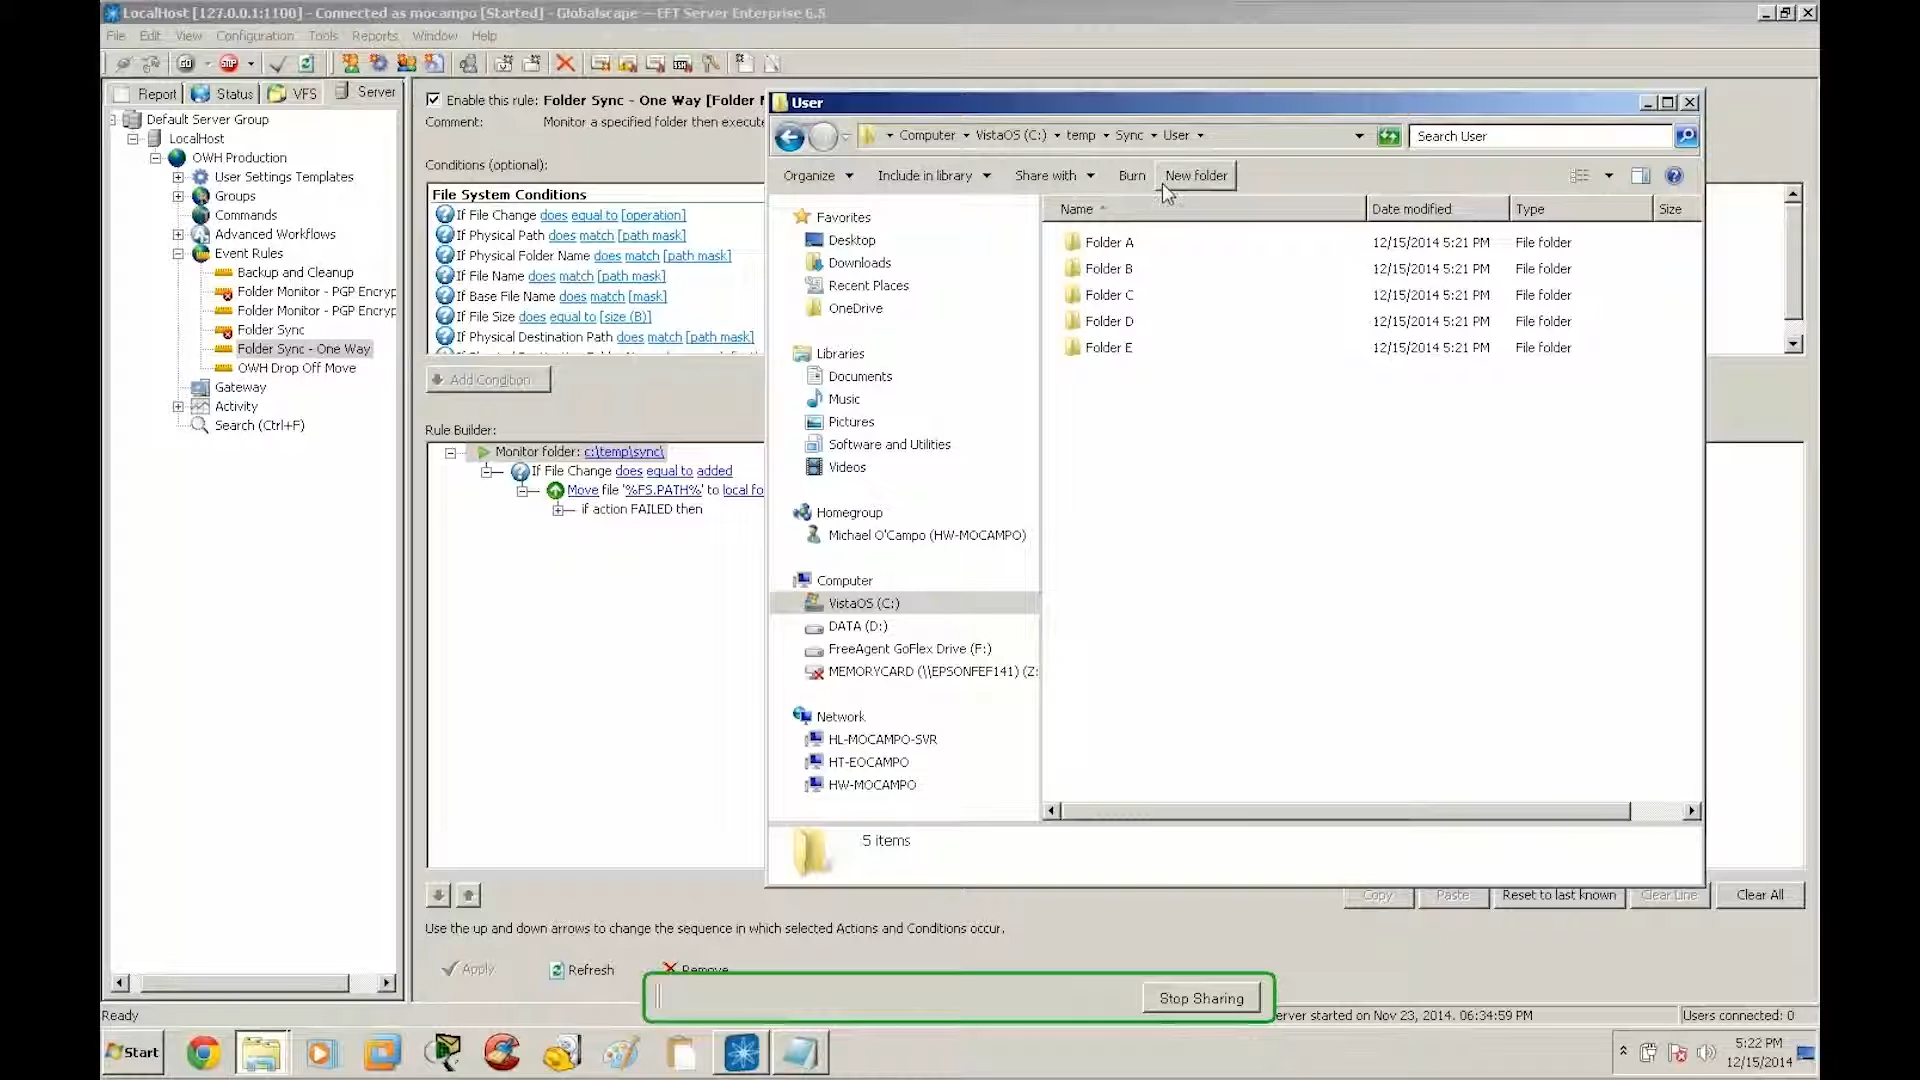 LocalHost [127.0.0.1:1100] - Connected as mocampo [Started] - Globalscape - EFT Server Enterprise 6.5
File Edit View Configuration Tools Reports Window Help
Report Status VFS Server
Default Server Group
LocalHost
OWH Production
User Settings Templates
Groups
Commands
Advanced Workflows
Event Rules
Backup and Cleanup
Folder Monitor - PGP Encryp
Folder Monitor - PGP Encryp
Folder Sync
Folder Sync - One Way
OWH Drop Off Move
Gateway
Activity
Search (Ctrl+F)
Enable this rule: Folder Sync - One Way [Folder
Comment: Monitor a specified folder then execute
Conditions (optional):
File System Conditions
If File Change does equal to [operation]
If Physical Path does match [path mask]
If Physical Folder Name does match [path mask]
If File Name does match [path mask]
If Base File Name does match [mask]
If File Size does equal to [size (B)]
If Physical Destination Path does match [path mask]
Add Condition
Rule Builder:
Monitor folder: c:\temp\sync\
If File Change does equal to added
Move file '%FS.PATH%' to local fo
if action FAILED then
User
Computer VistaOS (C:) temp Sync User
Search User
Organize Include in library Share with Burn New folder
Favorites
Desktop
Downloads
Recent Places
OneDrive
Libraries
Documents
Music
Pictures
Software and Utilities
Videos
Homegroup
Michael O'Campo (HW-MOCAMPO)
Computer
VistaOS (C:)
DATA (D:)
FreeAgent GoFlex Drive (F:)
MEMORYCARD (\\EPSONFEF141) (Z:
Network
HL-MOCAMPO-SVR
HT-EOCAMPO
HW-MOCAMPO
Name Date modified Type Size
Folder A 12/15/2014 5:21 PM File folder
Folder B 12/15/2014 5:21 PM File folder
Folder C 12/15/2014 5:21 PM File folder
Folder D 12/15/2014 5:21 PM File folder
Folder E 12/15/2014 5:21 PM File folder
5 items
Copy Paste Reset to last known Clear Line Clear All
Use the up and down arrows to change the sequence in which selected Actions and Conditions occur.
Apply Refresh Remove
Stop Sharing
Ready
erver started on Nov 23, 2014. 06:34:59 PM
Users connected: 0
Start
5:22 PM
12/15/2014